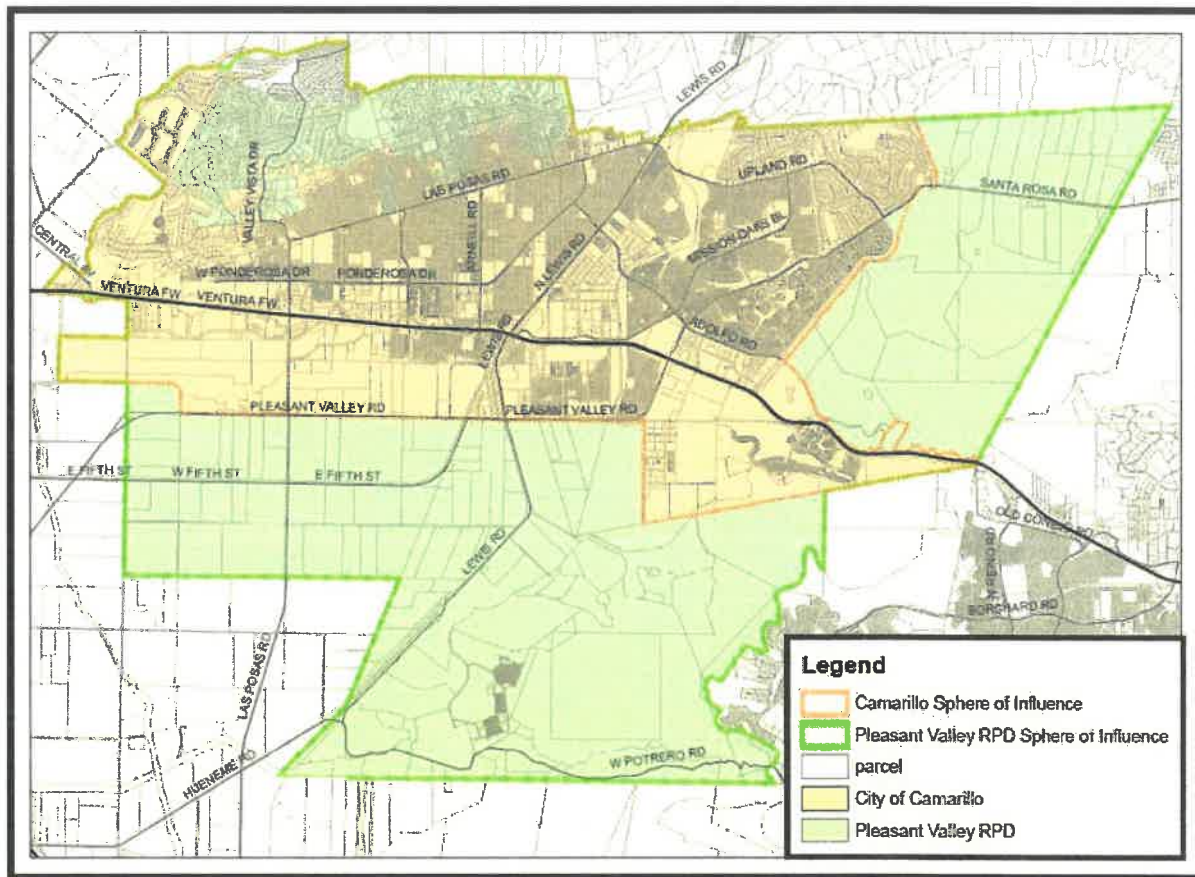 LEWIS RD
VALLEY VISTA DR
LAS POSAS RD
UPLAND RD
SANTA ROSA RD
ARNEILL RD
MISSION OAKS BL
CENTRAL AV
W PONDEROSA DR
PONDEROSA DR
N LEWIS RD
VENTURA FW
VENTURA FW
ADOLFO RD
LEWIS RD
PLEASANT VALLEY RD
PLEASANT VALLEY RD
E FIFTH ST
W FIFTH ST
E FIFTH ST
OLD CONEJO RD
N RENO RD
BORCHARD RD
LEWIS RD
LAS POSAS RD
HUENEME RD
W POTRERO RD
Legend
Camarillo Sphere of Influence
Pleasant Valley RPD Sphere of Influence
parcel
City of Camarillo
Pleasant Valley RPD